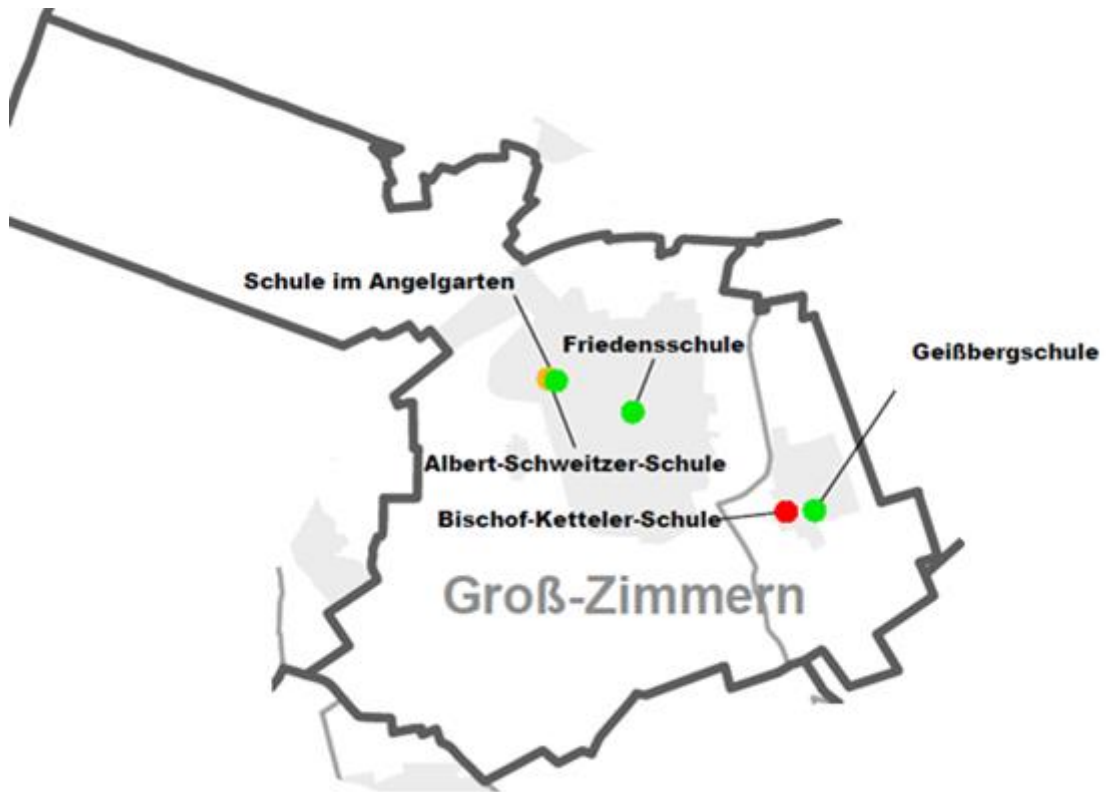 Schule im Angelgarten
Friedensschule
Geißbergschule
Albert-Schweitzer-Schule
Bischof-Ketteler-Schule
Groß-Zimmern